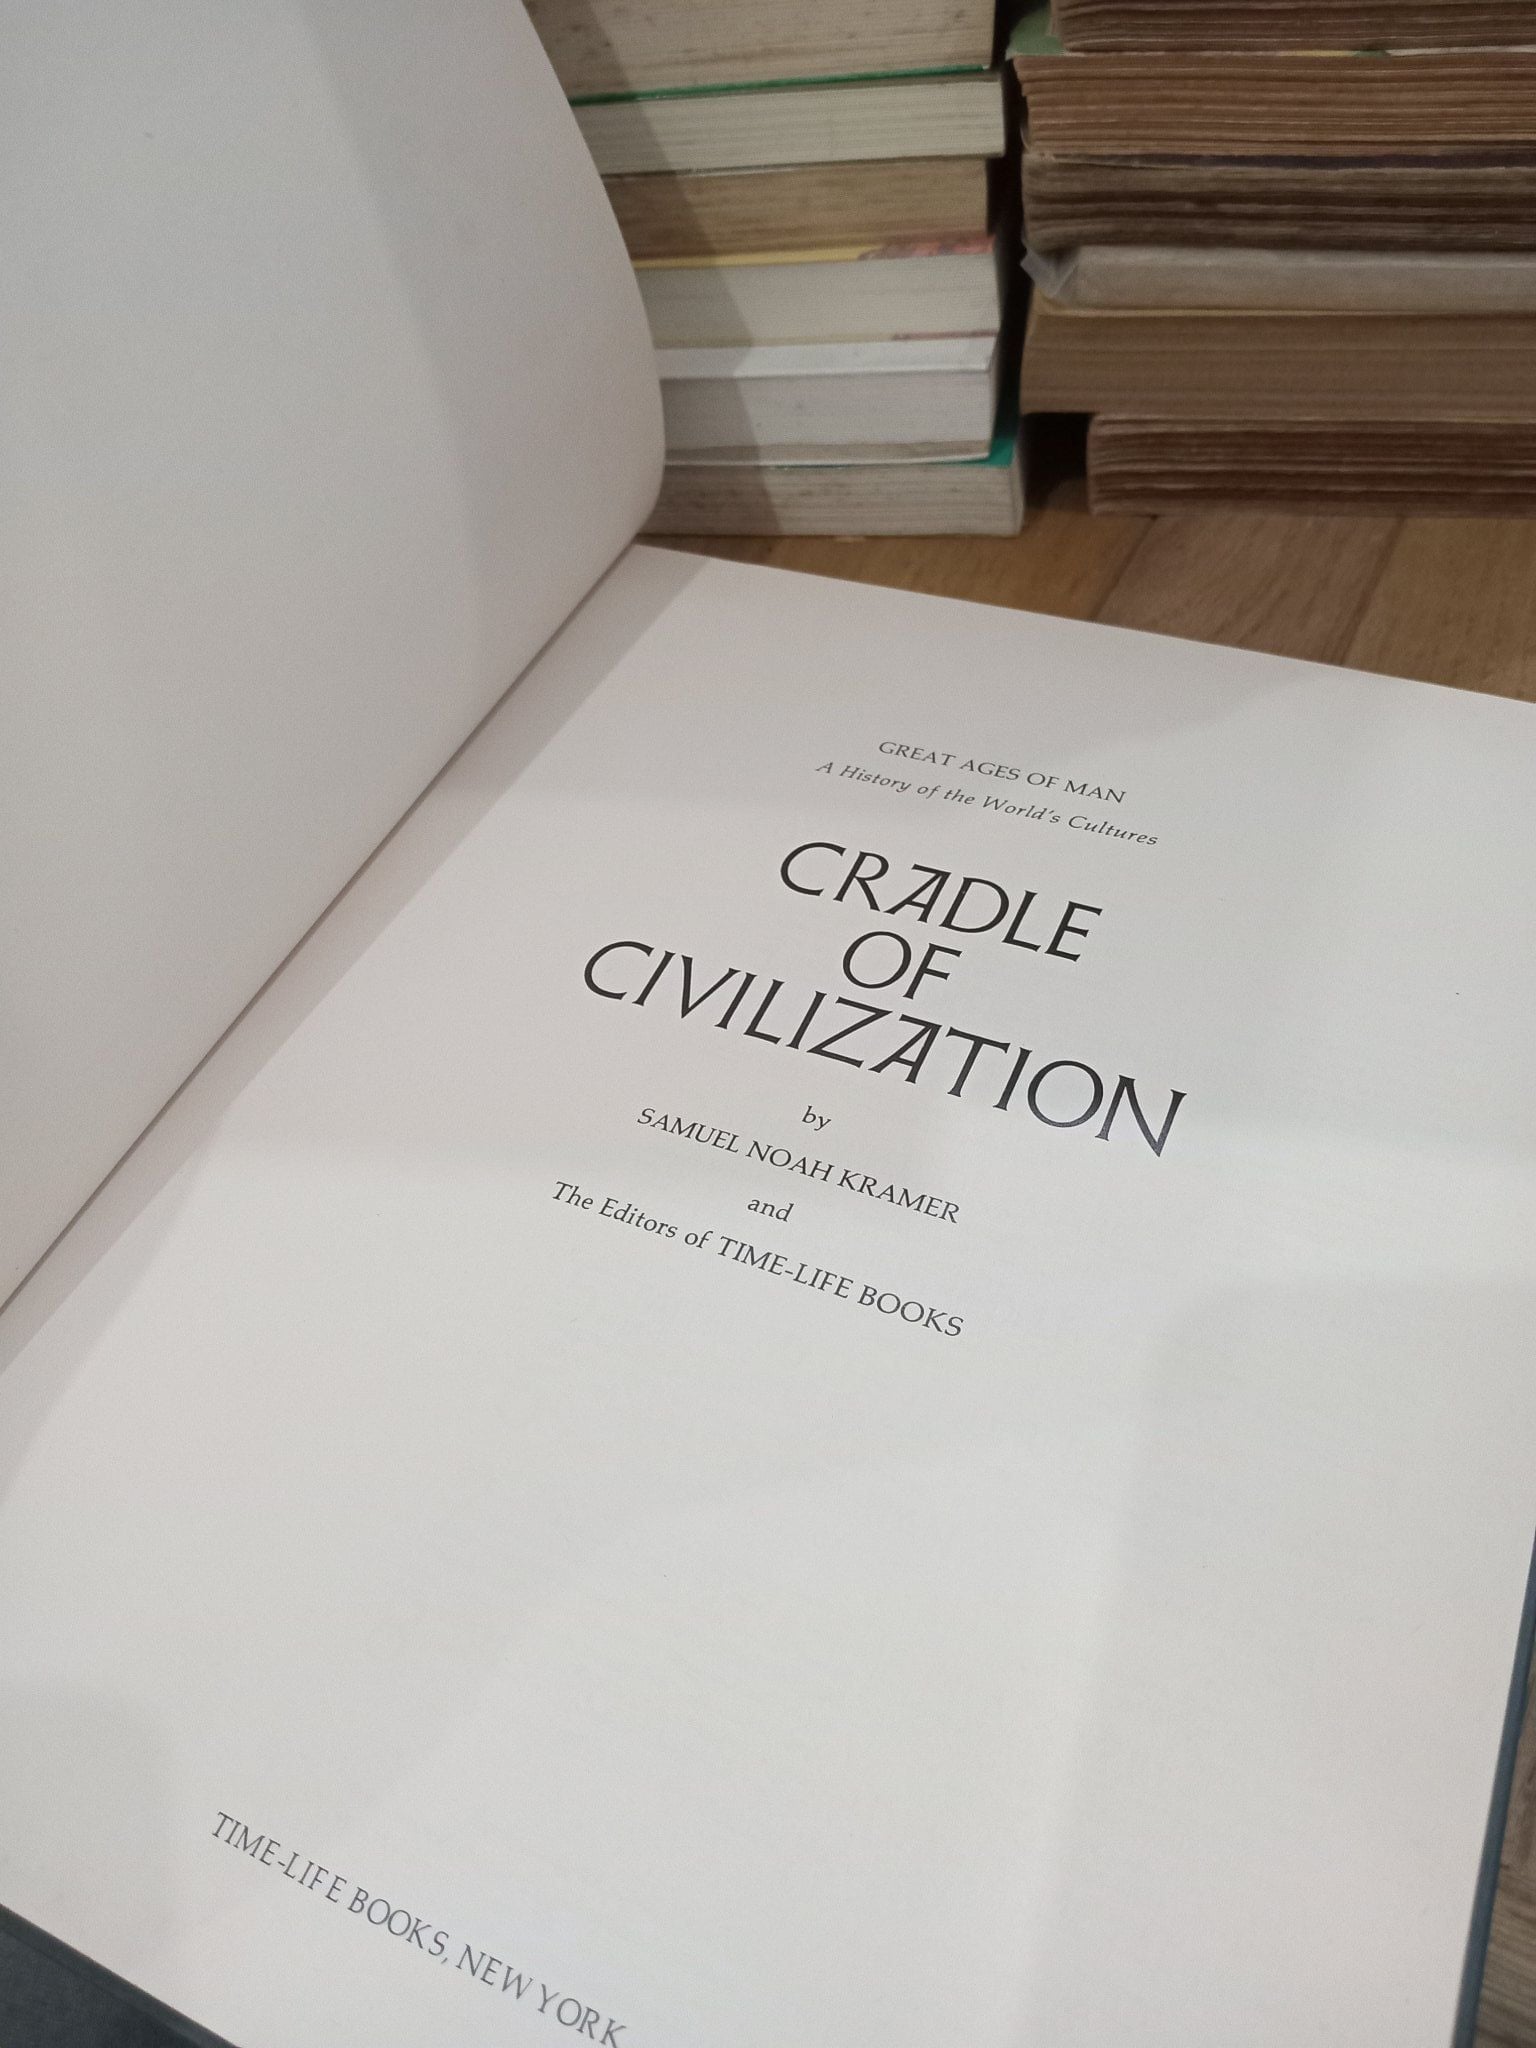 GREAT AGES OF MAN
A History of the World's Cultures
CRADLE
OF
CIVILIZATION
by
SAMUEL NOAH KRAMER
and
The Editors of TIME-LIFE BOOKS
TIME-LIFE BOOKS, NEW YORK